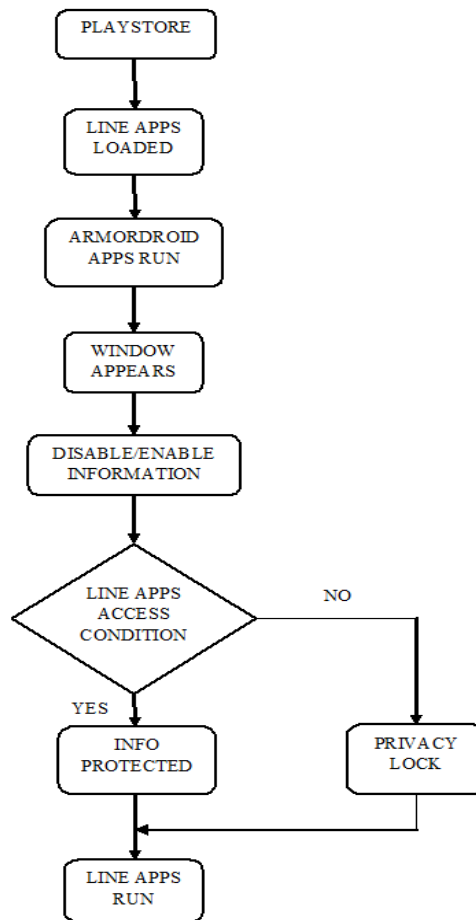 PLAYSTORE
LINE APPS
LOADED
ARMORDROID
APPS RUN
WINDOW
APPEARS
DISABLE/ENABLE
INFORMATION
LINE APPS
ACCESS
CONDITION
NO
YES
INFO
PROTECTED
PRIVACY
LOCK
LINE APPS
RUN